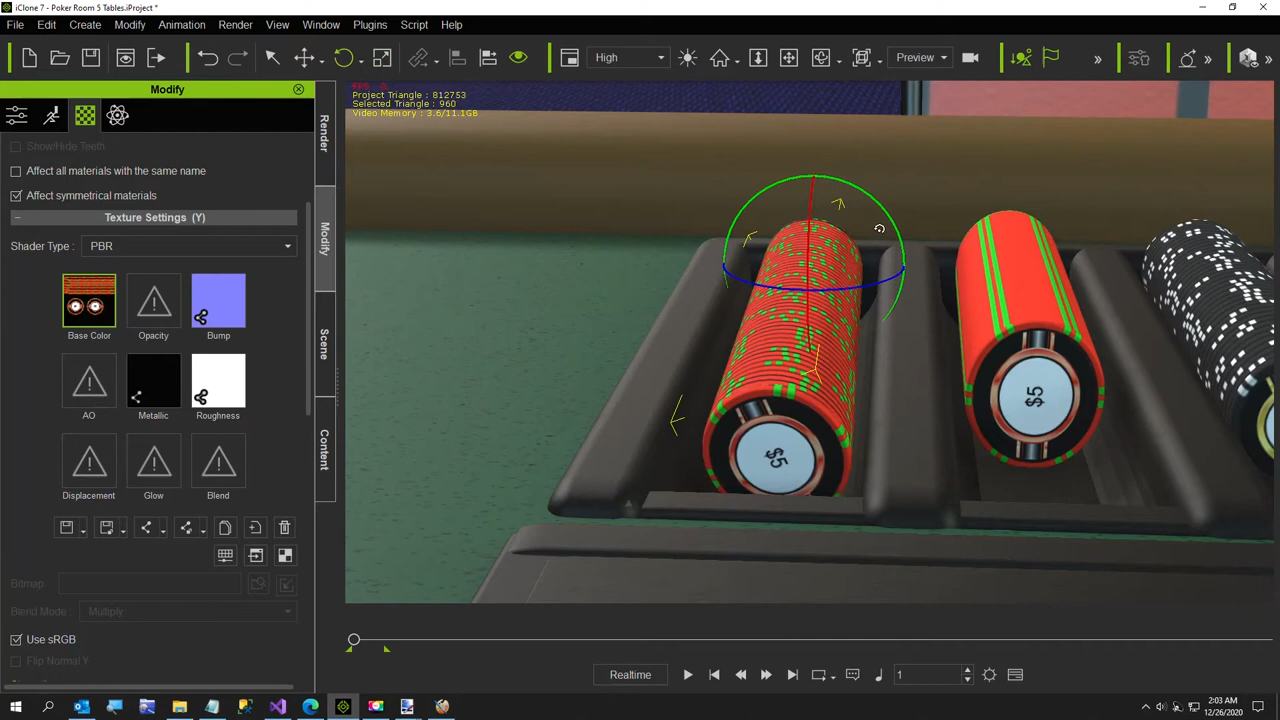 iClone 7 - Poker Room 5 Tables.iProject *
File Edit Create Modify Animation Render View Window Plugins Script Help
High
Preview
Modify
Show/Hide Teeth
Affect all materials with the same name
Affect symmetrical materials
Texture Settings (Y)
Shader Type : PBR
Base Color Opacity Bump
AO Metallic Roughness
Displacement Glow Blend
Bitmap:
Blend Mode : Multiply
Use sRGB
Flip Normal Y
Render
Modify
Scene
Content
Project Triangle : 812753
Selected Triangle : 960
Video Memory : 3.6/11.1GB
$5
$5
Realtime
1
2:03 AM
12/26/2020